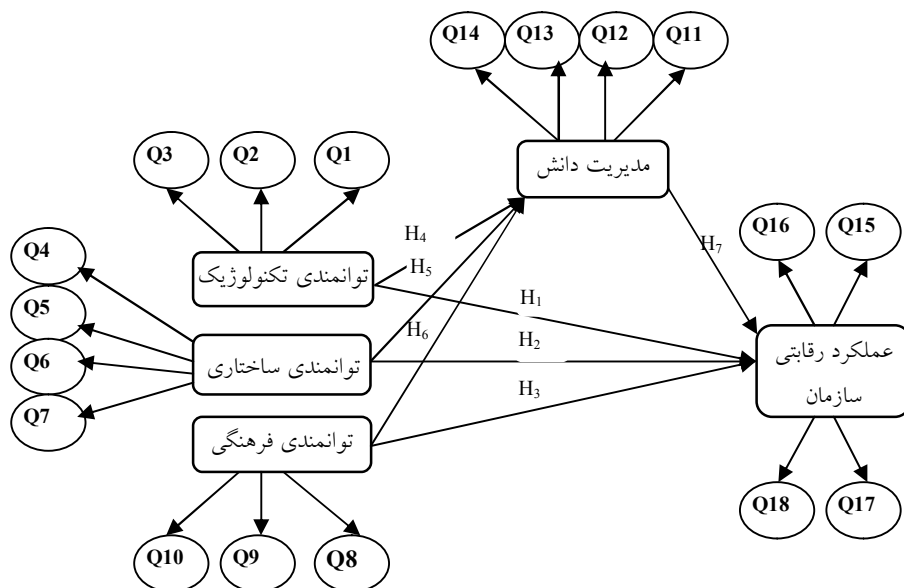 Q14 Q13 Q12 Q11
مدیریت دانش
Q3 Q2 Q1
Q16 Q15
Q4
Q5
Q6
Q7
توانمندی تکنولوژیک
توانمندی ساختاری
توانمندی فرهنگی
H4
H5
H6
H7
H1
H2
H3
عملکرد رقابتی
سازمان
Q10 Q9 Q8
Q18 Q17